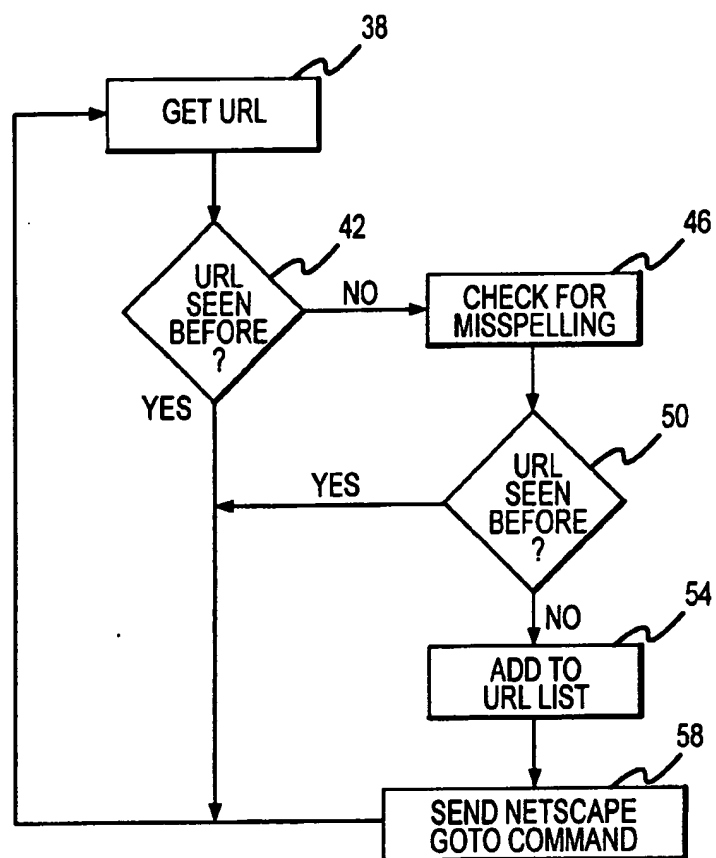 38
GET URL
42
URL
SEEN
BEFORE
?
NO
YES
46
CHECK FOR
MISSPELLING
50
URL
SEEN
BEFORE
?
YES
NO
54
ADD TO
URL LIST
58
SEND NETSCAPE
GOTO COMMAND